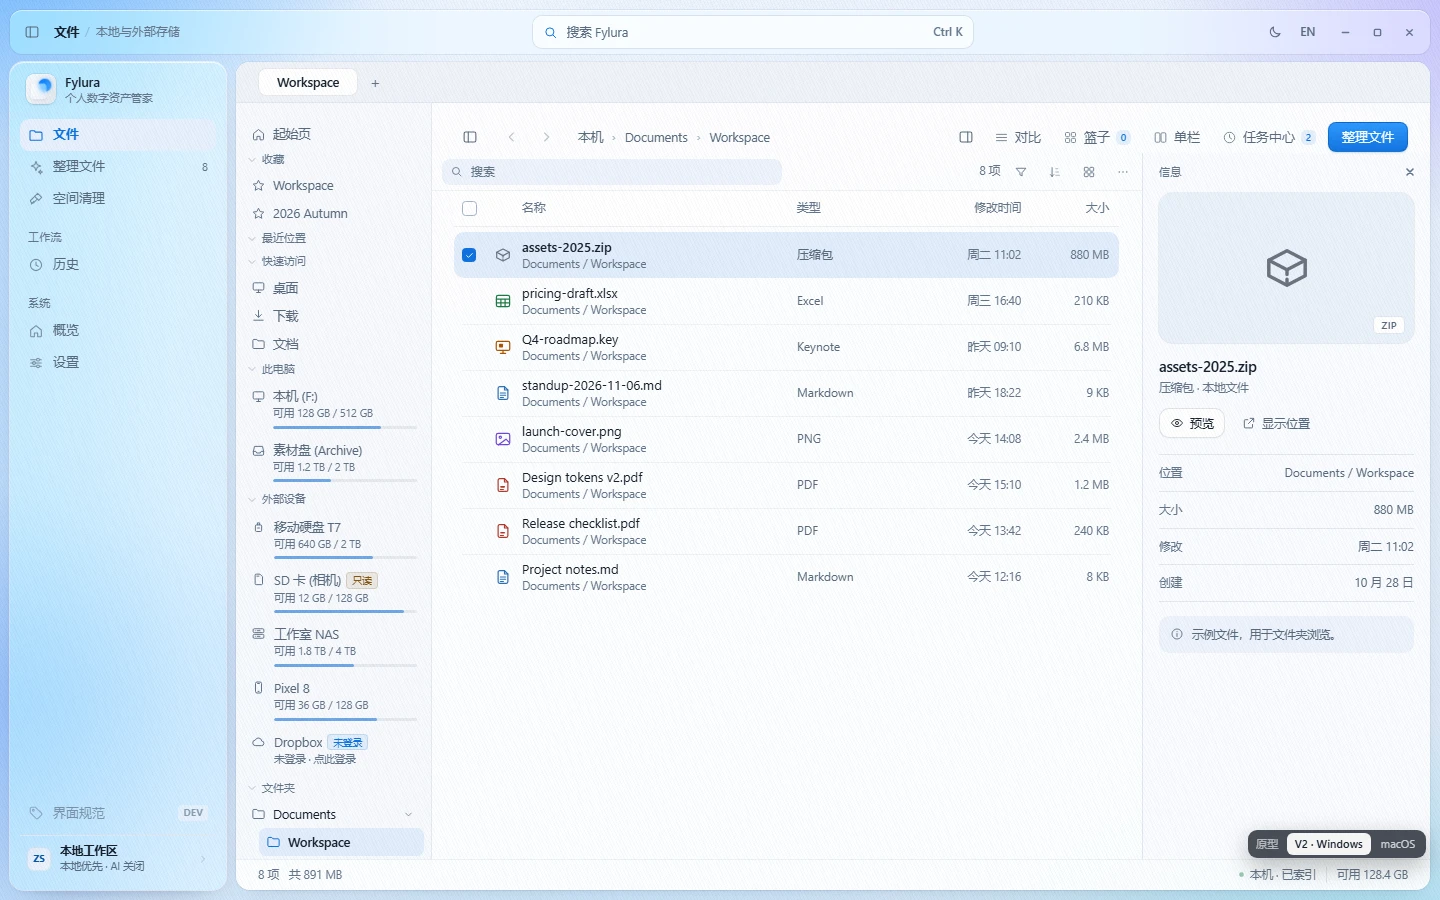 文件 / 本地与外部存储
搜索 Fylura
Ctrl K
EN
Fylura
个人数字资产管家
文件
整理文件 8
空间清理
工作流
历史
系统
概览
设置
界面规范 DEV
ZS
本地工作区
本地优先 · AI 关闭
Workspace +
起始页
收藏
Workspace
2026 Autumn
最近位置
快速访问
桌面
下载
文档
此电脑
本机 (F:)
可用 128 GB / 512 GB
素材盘 (Archive)
可用 1.2 TB / 2 TB
外部设备
移动硬盘 T7
可用 640 GB / 2 TB
SD 卡 (相机) 只读
可用 12 GB / 128 GB
工作室 NAS
可用 1.8 TB / 4 TB
Pixel 8
可用 36 GB / 128 GB
Dropbox 未登录
未登录 · 点此登录
文件夹
Documents
Workspace
本机 › Documents › Workspace
对比
篮子 0
单栏
任务中心 2
整理文件
搜索
8 项
名称 类型 修改时间 大小
assets-2025.zip 压缩包 周二 11:02 880 MB
Documents / Workspace
pricing-draft.xlsx Excel 周三 16:40 210 KB
Documents / Workspace
Q4-roadmap.key Keynote 昨天 09:10 6.8 MB
Documents / Workspace
standup-2026-11-06.md Markdown 昨天 18:22 9 KB
Documents / Workspace
launch-cover.png PNG 今天 14:08 2.4 MB
Documents / Workspace
Design tokens v2.pdf PDF 今天 15:10 1.2 MB
Documents / Workspace
Release checklist.pdf PDF 今天 13:42 240 KB
Documents / Workspace
Project notes.md Markdown 今天 12:16 8 KB
Documents / Workspace
信息
ZIP
assets-2025.zip
压缩包 · 本地文件
预览 显示位置
位置 Documents / Workspace
大小 880 MB
修改 周二 11:02
创建 10 月 28 日
示例文件，用于文件夹浏览。
原型 V2 · Windows macOS
8 项 共 891 MB
本机 · 已索引 可用 128.4 GB